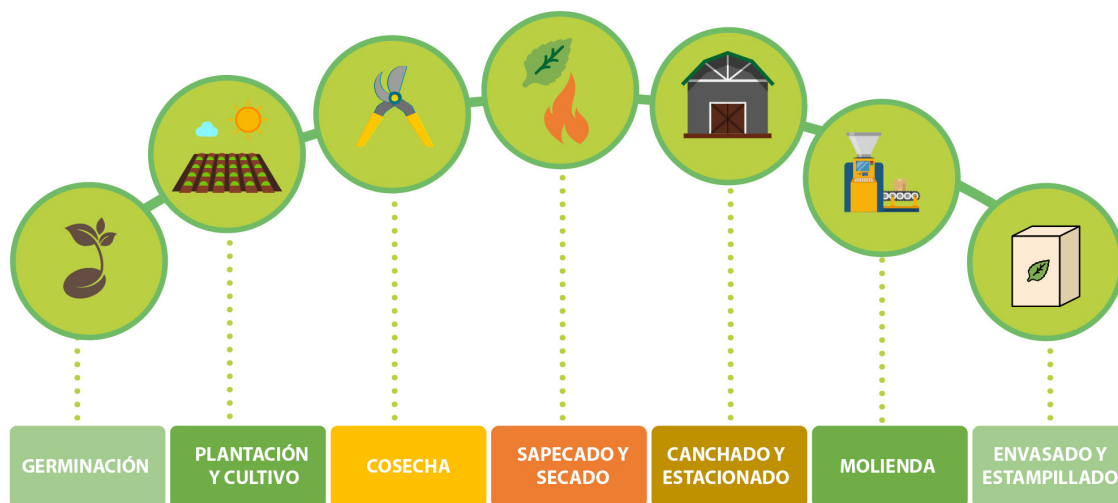 GERMINACIÓN
PLANTACIÓN
Y CULTIVO
COSECHA
SAPECADO Y
SECADO
CANCHADO Y
ESTACIONADO
MOLIENDA
ENVASADO Y
ESTAMPILLADO